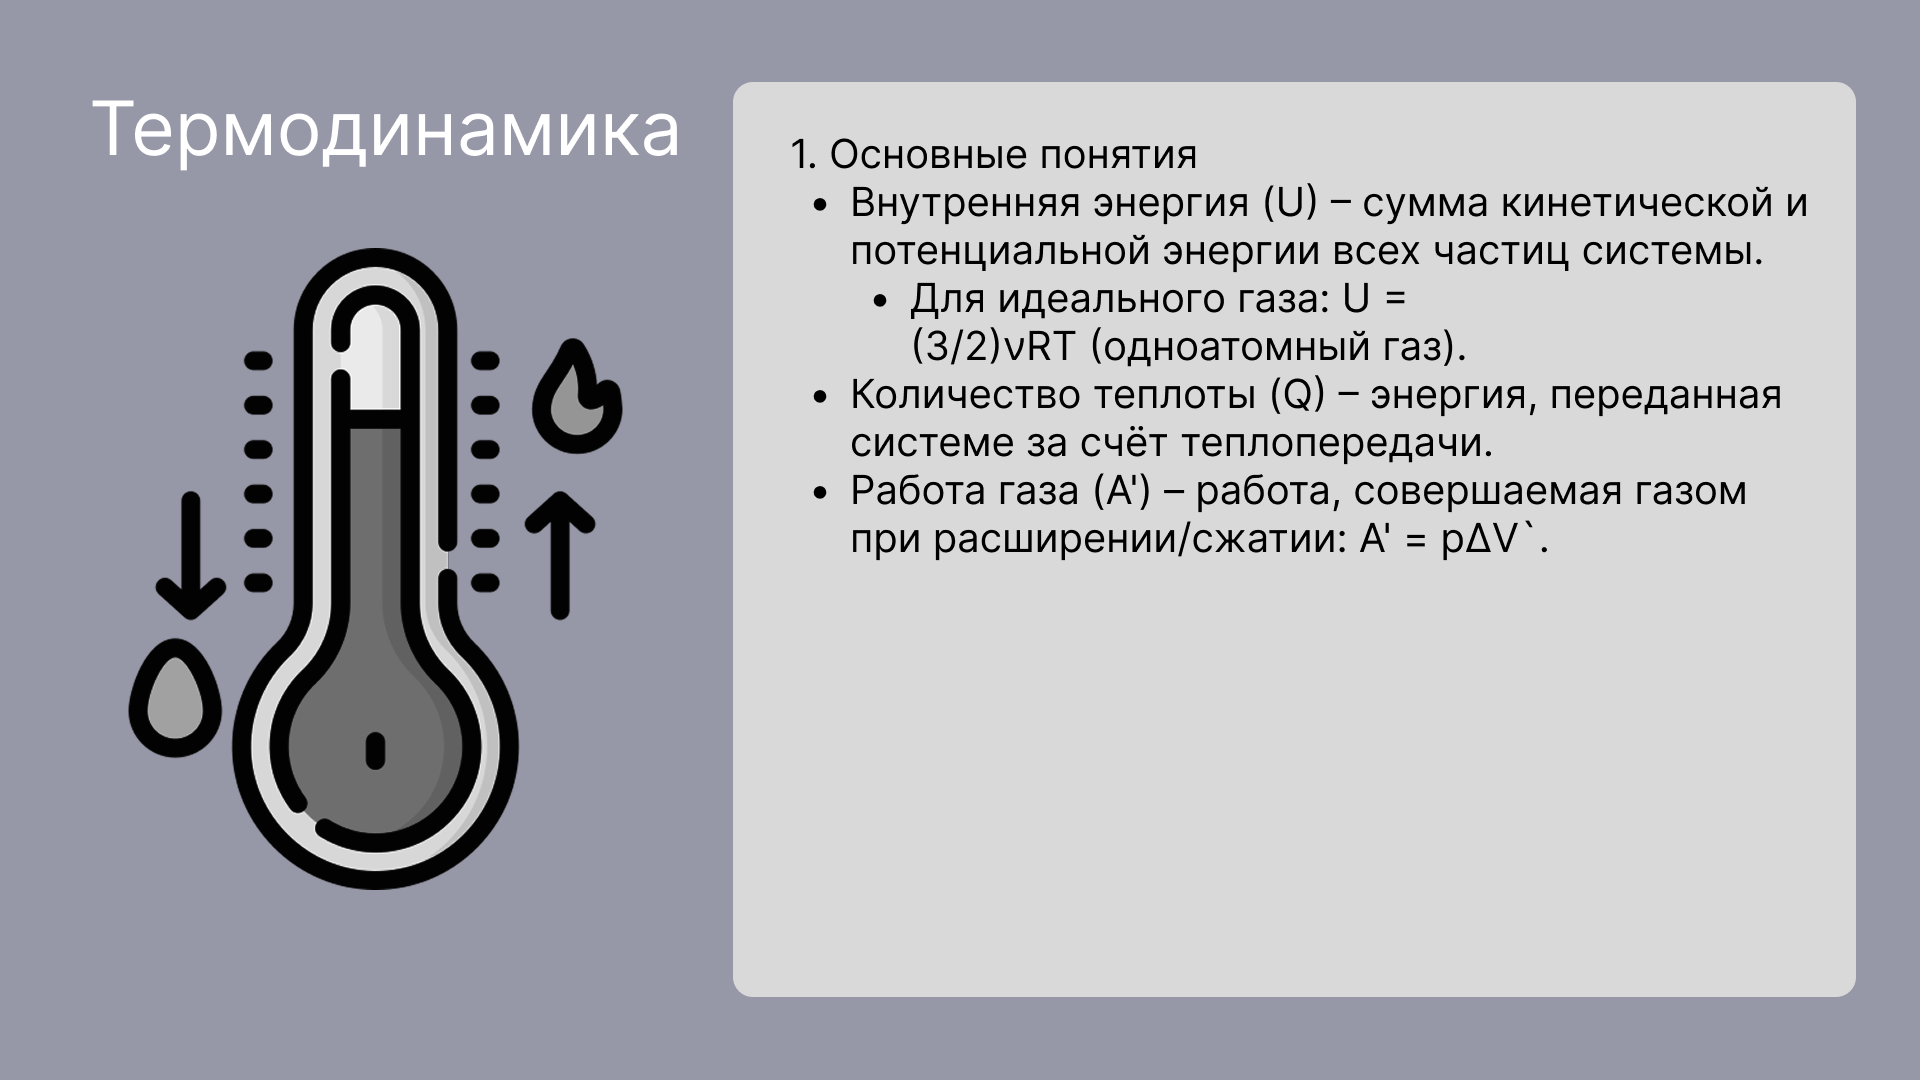 Термодинамика
1. Основные понятия
• Внутренняя энергия (U) – сумма кинетической и
потенциальной энергии всех частиц системы.
• Для идеального газа: U =
(3/2)νRT (одноатомный газ).
• Количество теплоты (Q) – энергия, переданная
системе за счёт теплопередачи.
• Работа газа (A') – работа, совершаемая газом
при расширении/сжатии: A' = pΔV`.